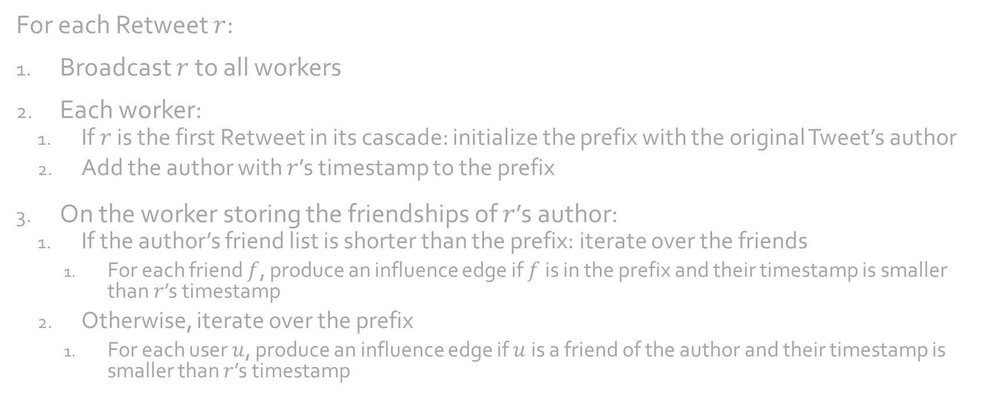 For each Retweet r:
1. Broadcast r to all workers
2. Each worker:
1. If r is the first Retweet in its cascade: initialize the prefix with the original Tweet’s author
2. Add the author with r’s timestamp to the prefix
3. On the worker storing the friendships of r’s author:
1. If the author’s friend list is shorter than the prefix: iterate over the friends
1. For each friend f, produce an influence edge if f is in the prefix and their timestamp is smaller
than r’s timestamp
2. Otherwise, iterate over the prefix
1. For each user u, produce an influence edge if u is a friend of the author and their timestamp is
smaller than r’s timestamp